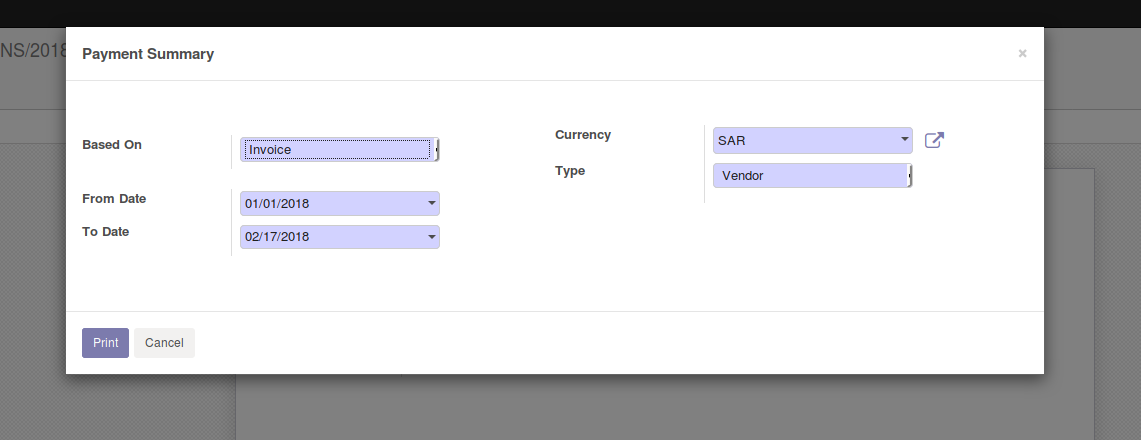 NS/2018
Payment Summary
×
Based On
Invoice
From Date
01/01/2018
To Date
02/17/2018
Currency
SAR
Type
Vendor
Print
Cancel